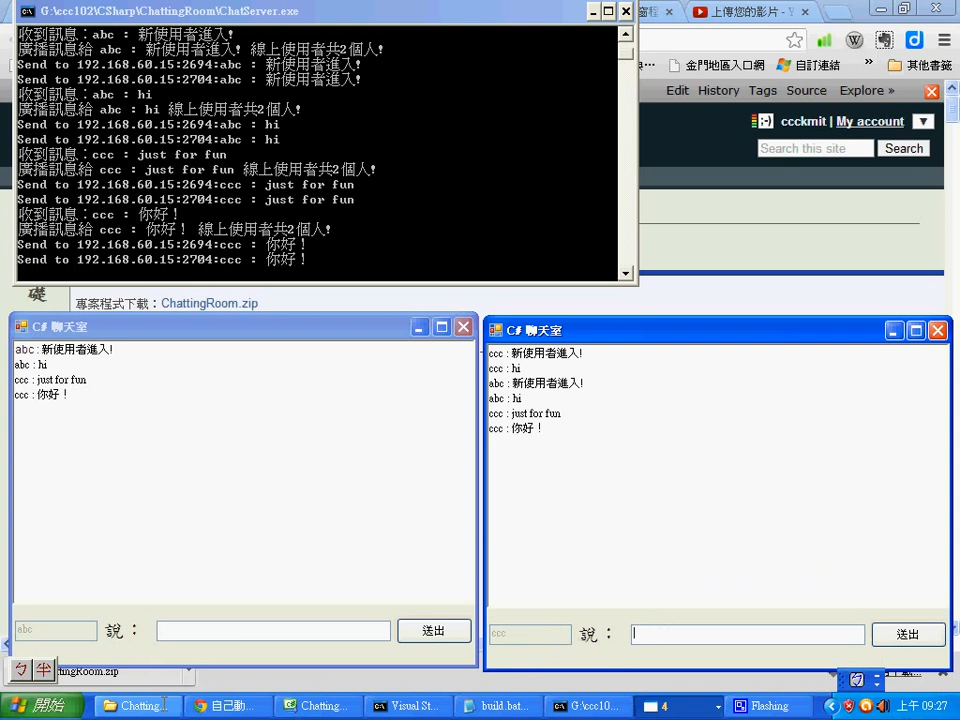 G:\ccc102\CSharp\ChattingRoom\ChatServer.exe
收到訊息：abc : 新使用者進入!
廣播訊息給 abc : 新使用者進入! 線上使用者共2個人!
Send to 192.168.60.15:2694:abc : 新使用者進入!
Send to 192.168.60.15:2704:abc : 新使用者進入!
收到訊息：abc : hi
廣播訊息給 abc : hi 線上使用者共2個人!
Send to 192.168.60.15:2694:abc : hi
Send to 192.168.60.15:2704:abc : hi
收到訊息：ccc : just for fun
廣播訊息給 ccc : just for fun 線上使用者共2個人!
Send to 192.168.60.15:2694:ccc : just for fun
Send to 192.168.60.15:2704:ccc : just for fun
收到訊息：ccc : 你好！
廣播訊息給 ccc : 你好！ 線上使用者共2個人!
Send to 192.168.60.15:2694:ccc : 你好！
Send to 192.168.60.15:2704:ccc : 你好！
窗程
上傳您的影片 - Y
金門地區入口網 自訂連結 » 其他書籤
Edit History Tags Source Explore »
ccckmit | My account
Search this site Search
礎
專案程式下載：ChattingRoom.zip
C# 聊天室
abc : 新使用者進入!
abc : hi
ccc : just for fun
ccc : 你好！
abc 說： 送出
C# 聊天室
ccc : 新使用者進入!
ccc : hi
abc : 新使用者進入!
abc : hi
ccc : just for fun
ccc : 你好！
ccc 說： 送出
ㄅ 半
ttingRoom.zip
開始 Chatting... 自己動... Chatting... Visual St... build.bat... G:\ccc10... 4 Flashing 上午 09:27